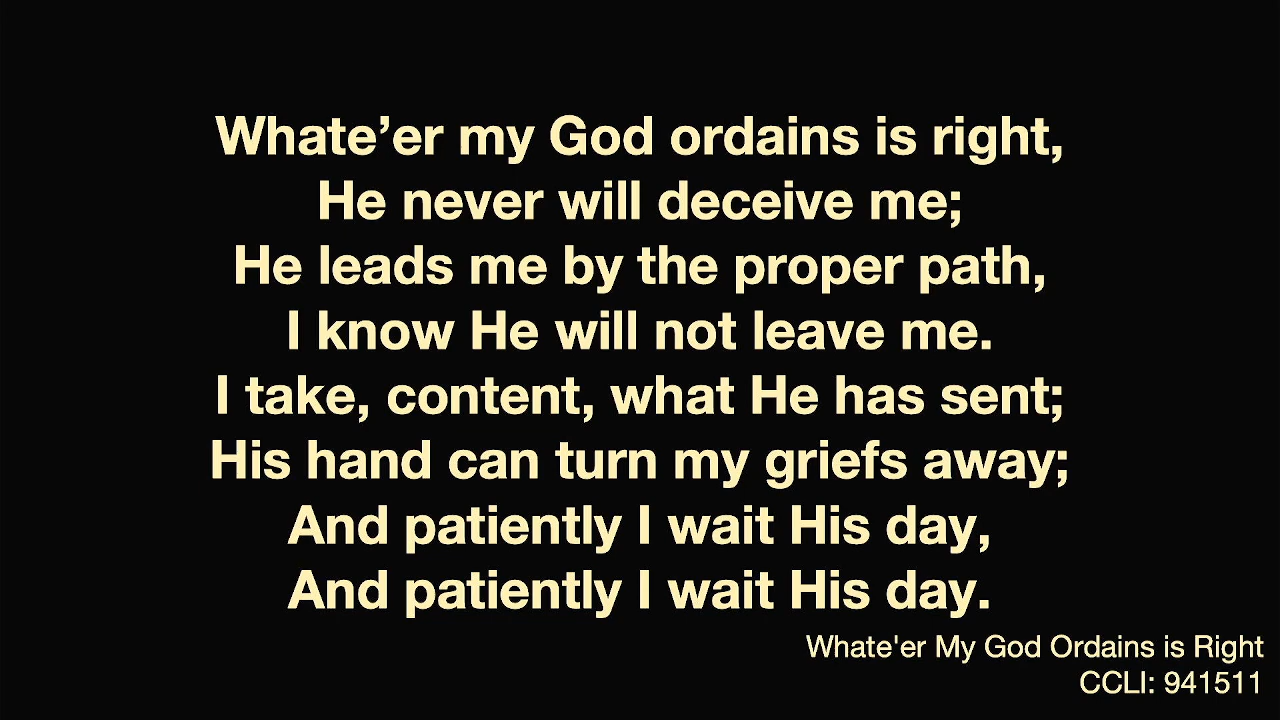 Whate’er my God ordains is right,
He never will deceive me;
He leads me by the proper path,
I know He will not leave me.
I take, content, what He has sent;
His hand can turn my griefs away;
And patiently I wait His day,
And patiently I wait His day.
Whate'er My God Ordains is Right
CCLI: 941511